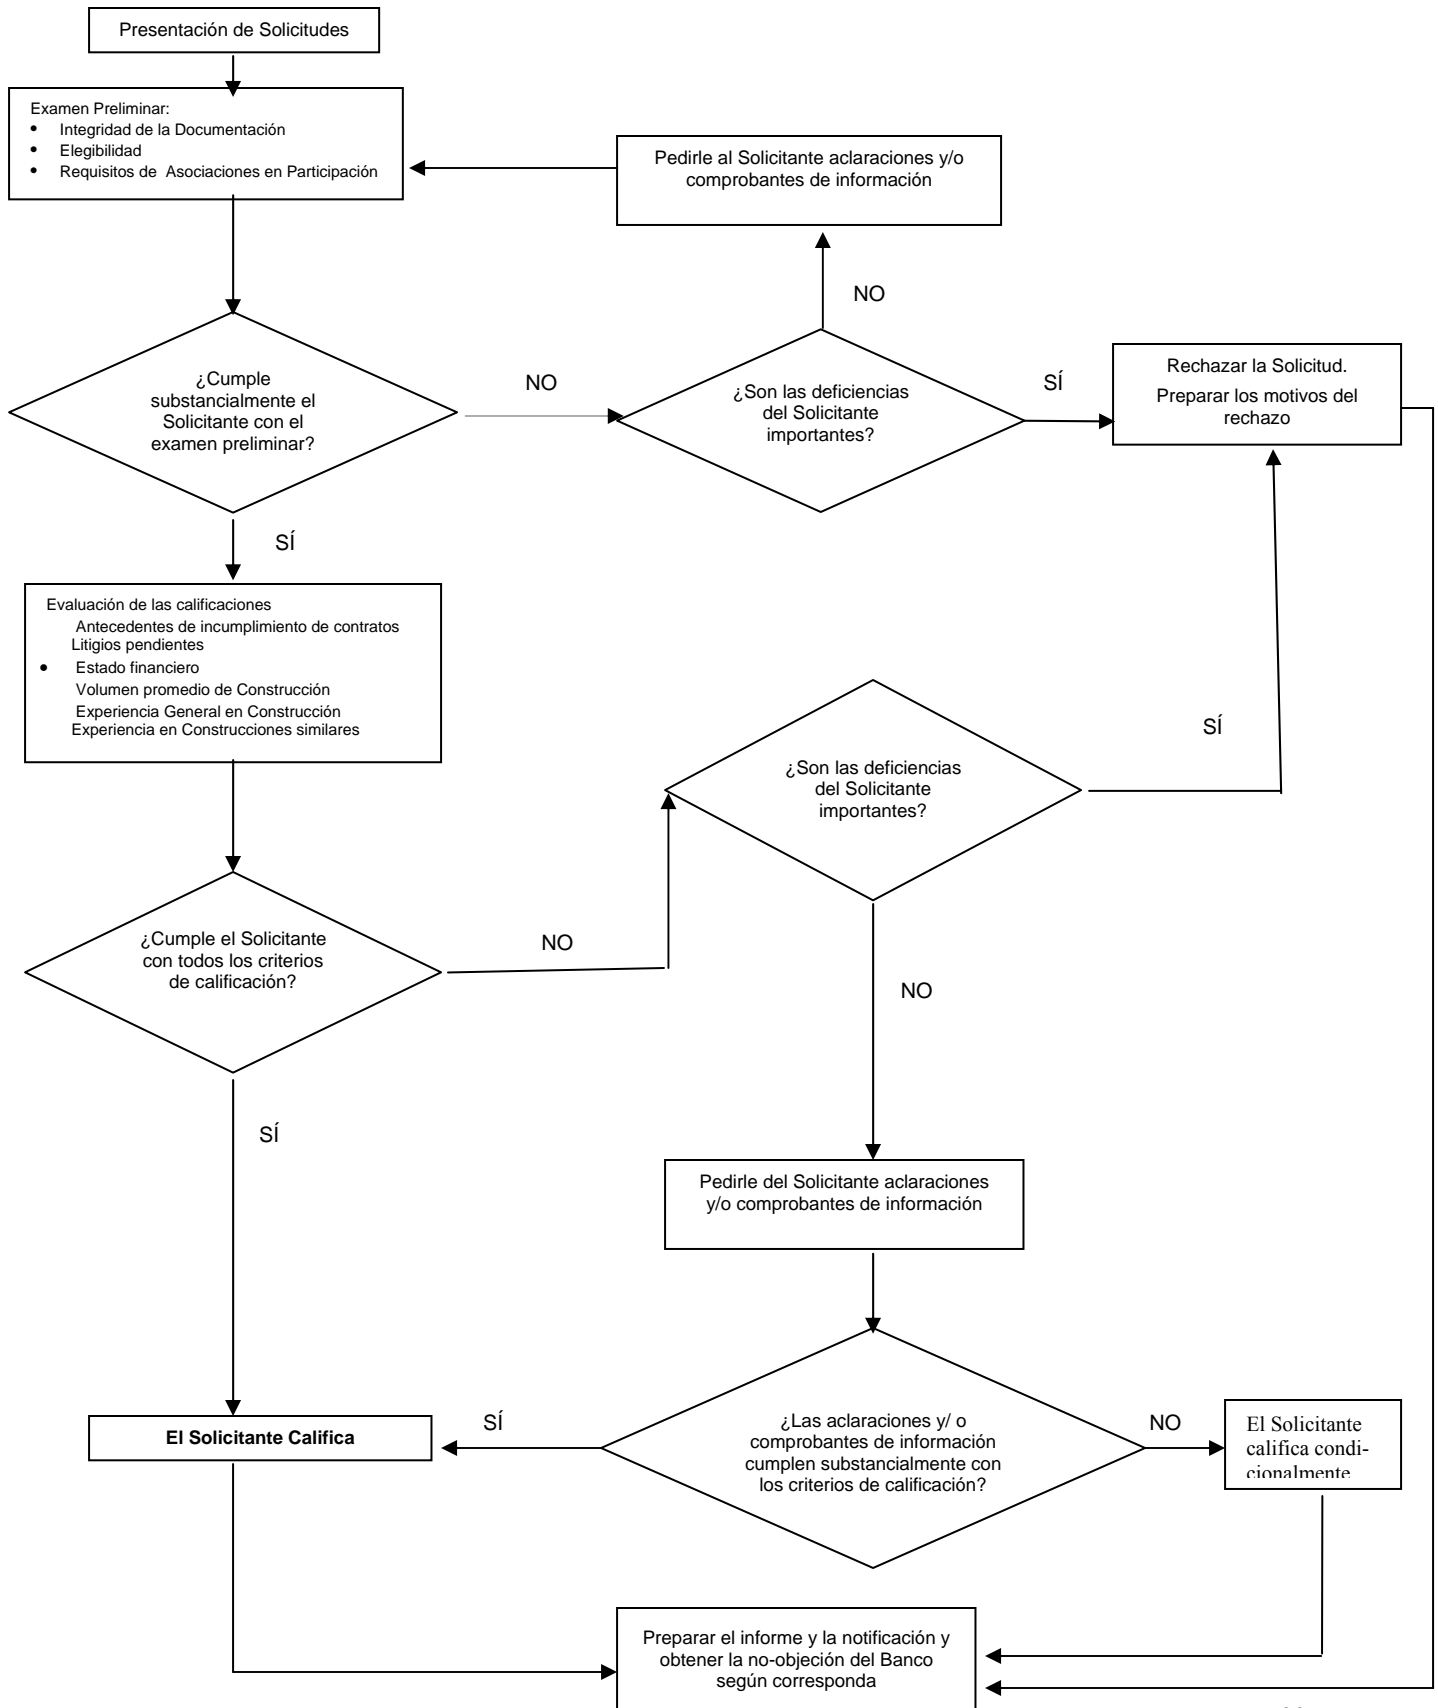 Presentación de Solicitudes
Examen Preliminar:
• Integridad de la Documentación
• Elegibilidad
• Requisitos de Asociaciones en Participación
Pedirle al Solicitante aclaraciones y/o
comprobantes de información
NO
¿Cumple
substancialmente el
Solicitante con el
examen preliminar?
NO
¿Son las deficiencias
del Solicitante
importantes?
SÍ
Rechazar la Solicitud.
Preparar los motivos del
rechazo
SÍ
Evaluación de las calificaciones
Antecedentes de incumplimiento de contratos
Litigios pendientes
• Estado financiero
Volumen promedio de Construcción
Experiencia General en Construcción
Experiencia en Construcciones similares
¿Son las deficiencias
del Solicitante
importantes?
SÍ
¿Cumple el Solicitante
con todos los criterios
de calificación?
NO
NO
SÍ
Pedirle del Solicitante aclaraciones
y/o comprobantes de información
El Solicitante Califica
SÍ
¿Las aclaraciones y/ o
comprobantes de información
cumplen substancialmente con
los criterios de calificación?
NO
El Solicitante
califica condi-
cionalmente
Preparar el informe y la notificación y
obtener la no-objeción del Banco
según corresponda